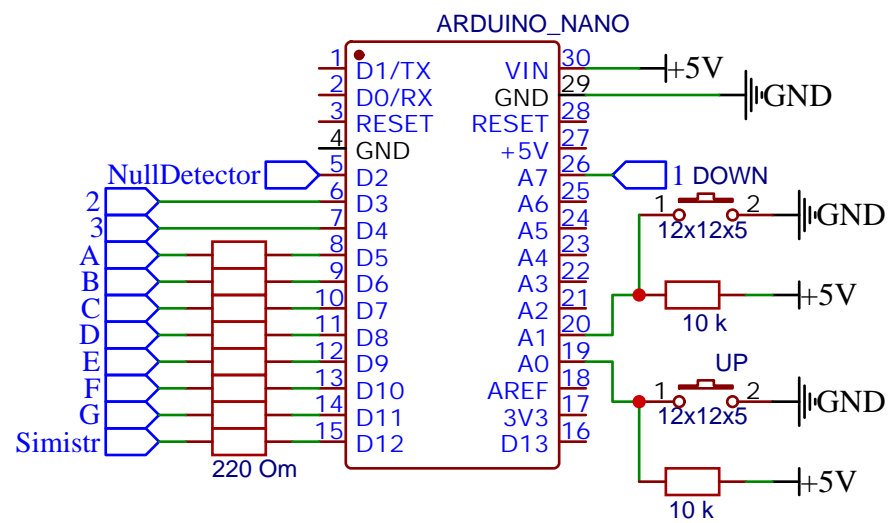 ARDUINO_NANO
1 D1/TX VIN 30 +5V
2 D0/RX GND 29 GND
3 RESET RESET 28
4 GND +5V 27
NullDetector 5 D2 A7 26 1 DOWN
2 6 D3 A6 25 1 2 GND
3 7 D4 A5 24 12x12x5
A 8 D5 A4 23
B 9 D6 A3 22
C 10 D7 A2 21 +5V
D 11 D8 A1 20 10 k
E 12 D9 A0 19 UP
F 13 D10 AREF 18 1 2 GND
G 14 D11 3V3 17 12x12x5
Simistr 15 D12 D13 16
220 Om +5V
10 k